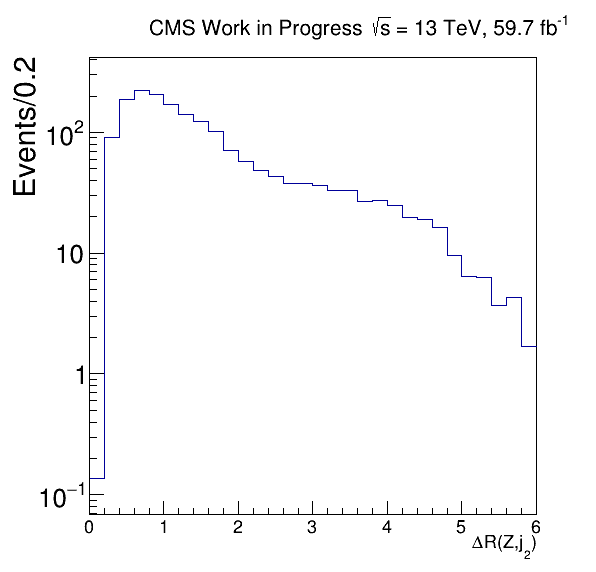 CMS Work in Progress √s = 13 TeV, 59.7 fb⁻¹
Events/0.2
10²
10
1
10⁻¹
0 1 2 3 4 5 6
ΔR(Z,j₂)